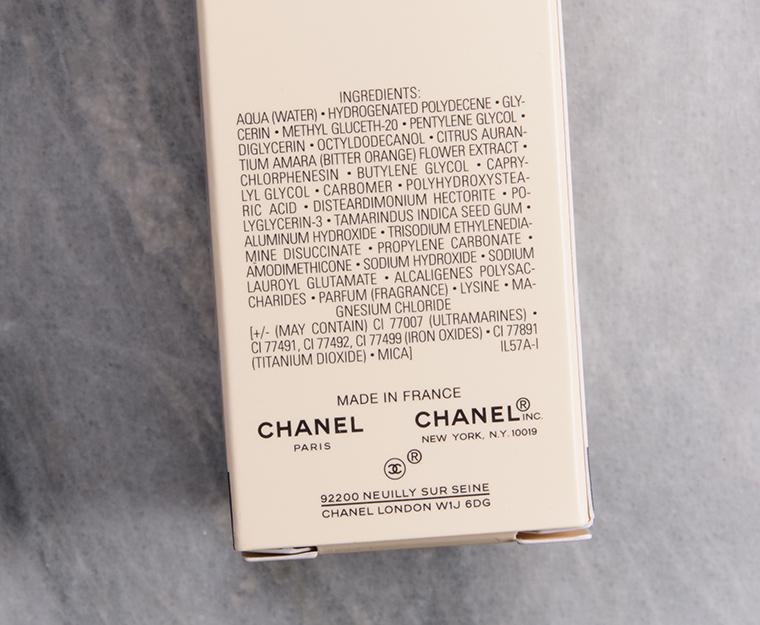 INGREDIENTS:
AQUA (WATER) • HYDROGENATED POLYDECENE • GLY-
CERIN • METHYL GLUCETH-20 • PENTYLENE GLYCOL •
DIGLYCERIN • OCTYLDODECANOL • CITRUS AURAN-
TIUM AMARA (BITTER ORANGE) FLOWER EXTRACT •
CHLORPHENESIN • BUTYLENE GLYCOL • CAPRY-
LYL GLYCOL • CARBOMER • POLYHYDROXYSTEA-
RIC ACID • DISTEARDIMONIUM HECTORITE • PO-
LYGLYCERIN-3 • TAMARINDUS INDICA SEED GUM •
ALUMINUM HYDROXIDE • TRISODIUM ETHYLENEDIA-
MINE DISUCCINATE • PROPYLENE CARBONATE •
AMODIMETHICONE • SODIUM HYDROXIDE • SODIUM
LAUROYL GLUTAMATE • ALCALIGENES POLYSAC-
CHARIDES • PARFUM (FRAGRANCE) • LYSINE • MA-
GNESIUM CHLORIDE
[+/- (MAY CONTAIN) CI 77007 (ULTRAMARINES) •
CI 77491, CI 77492, CI 77499 (IRON OXIDES) • CI 77891
(TITANIUM DIOXIDE) • MICA] IL57A-I
MADE IN FRANCE
CHANEL CHANEL® INC.
PARIS NEW YORK, N.Y. 10019
®
92200 NEUILLY SUR SEINE
CHANEL LONDON W1J 6DG